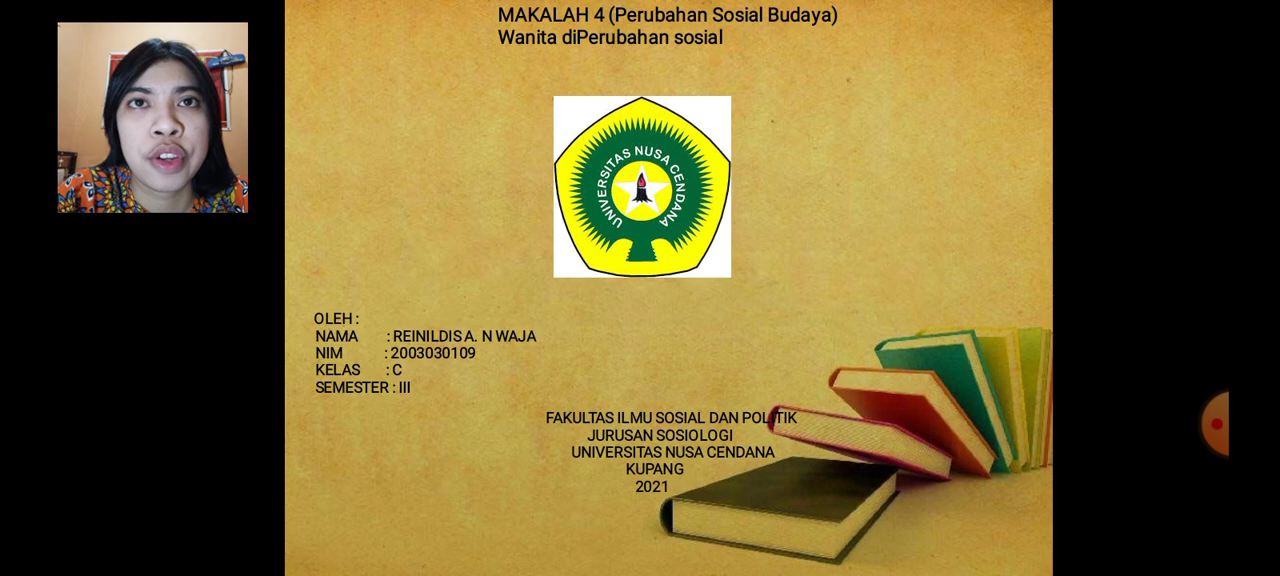 MAKALAH 4 (Perubahan Sosial Budaya)
Wanita diPerubahan sosial
UNIVERSITAS NUSA CENDANA
OLEH :
NAMA : REINILDIS A. N WAJA
NIM : 2003030109
KELAS : C
SEMESTER : III
FAKULTAS ILMU SOSIAL DAN POLITIK
JURUSAN SOSIOLOGI
UNIVERSITAS NUSA CENDANA
KUPANG
2021